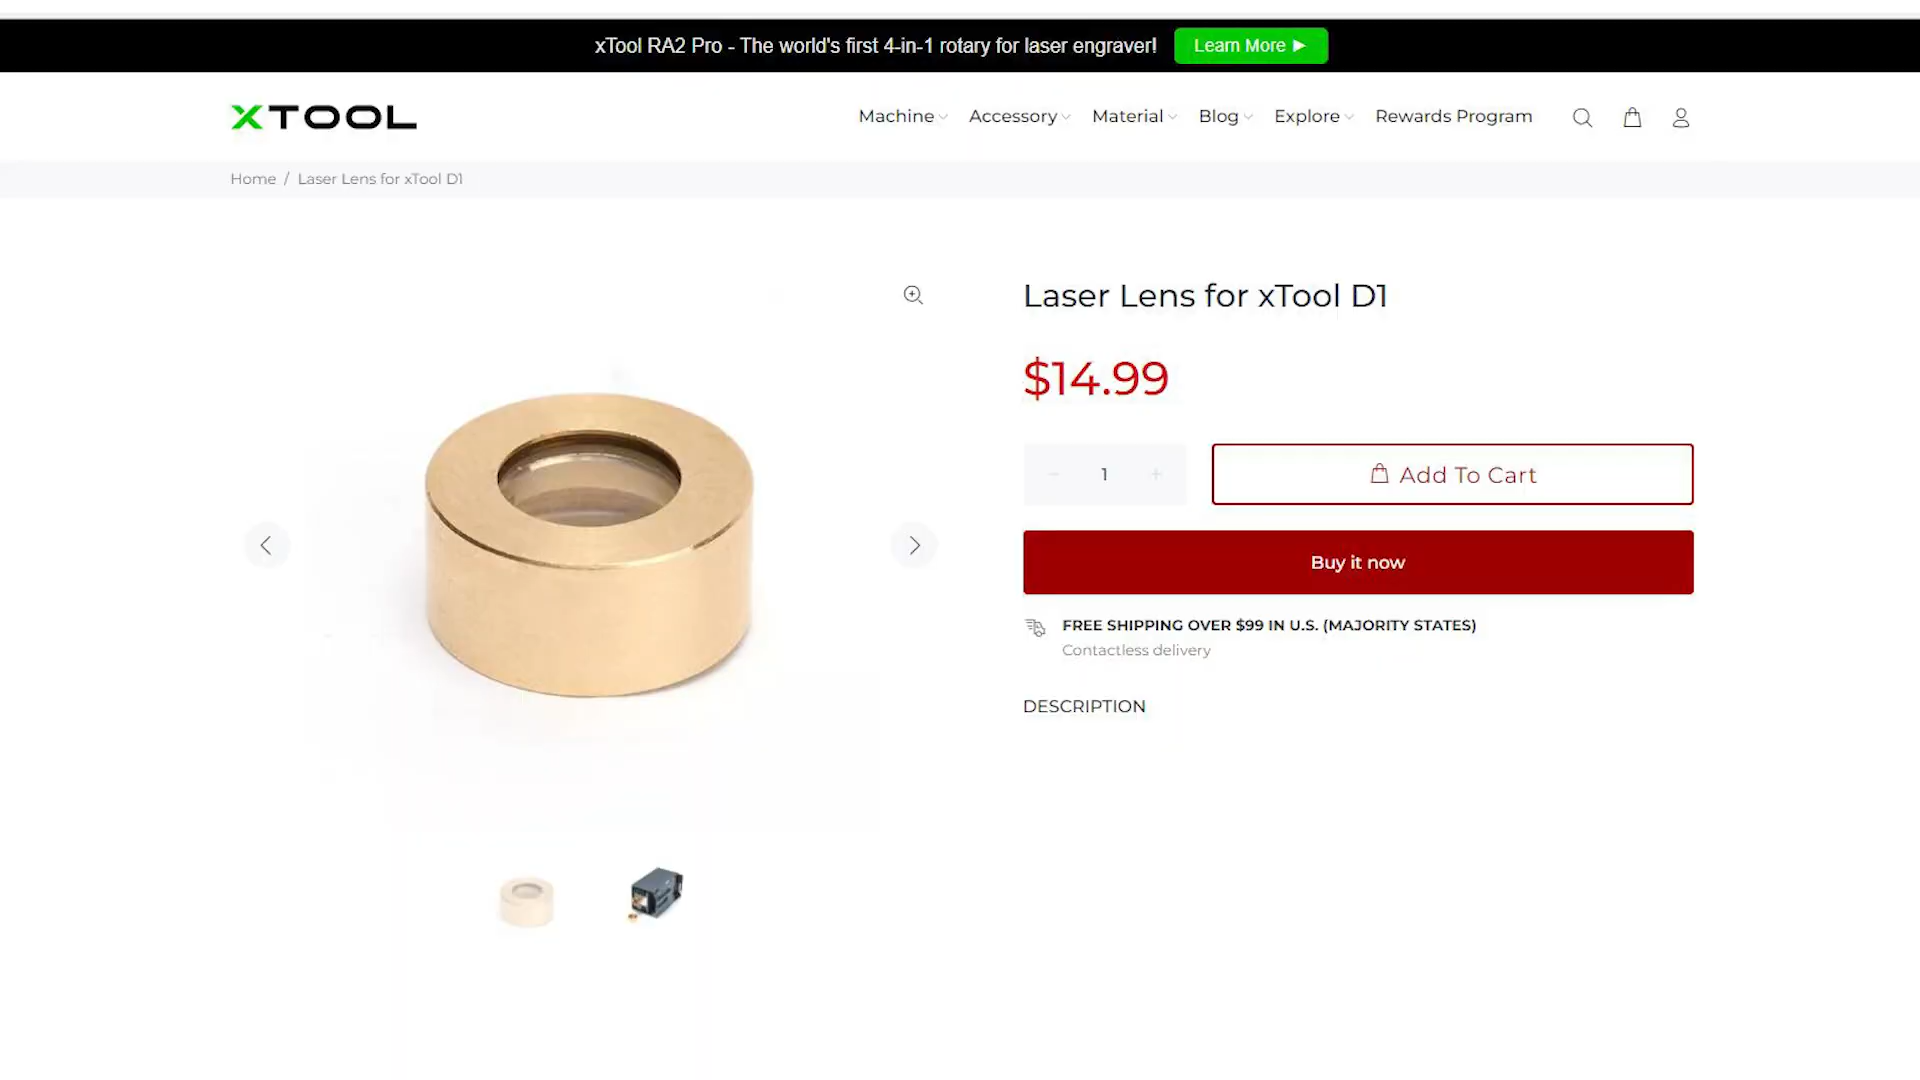 xTool RA2 Pro - The world's first 4-in-1 rotary for laser engraver! Learn More ►
XTOOL
Machine Accessory Material Blog Explore Rewards Program
Home / Laser Lens for xTool D1
Laser Lens for xTool D1
$14.99
− 1 + Add To Cart
Buy it now
FREE SHIPPING OVER $99 IN U.S. (MAJORITY STATES)
Contactless delivery
DESCRIPTION